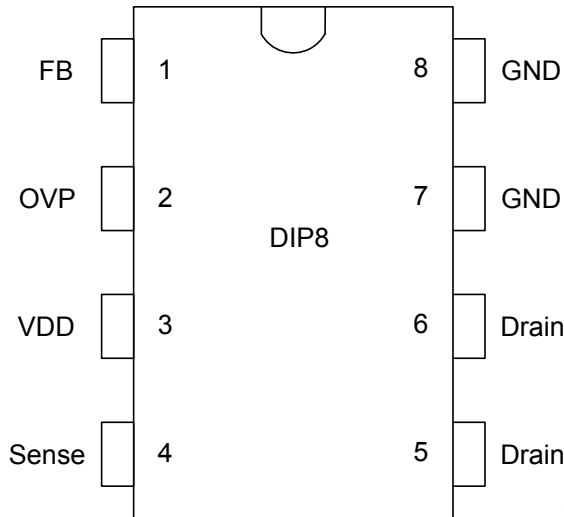 FB 1 8 GND
OVP 2 7 GND
DIP8
VDD 3 6 Drain
Sense 4 5 Drain